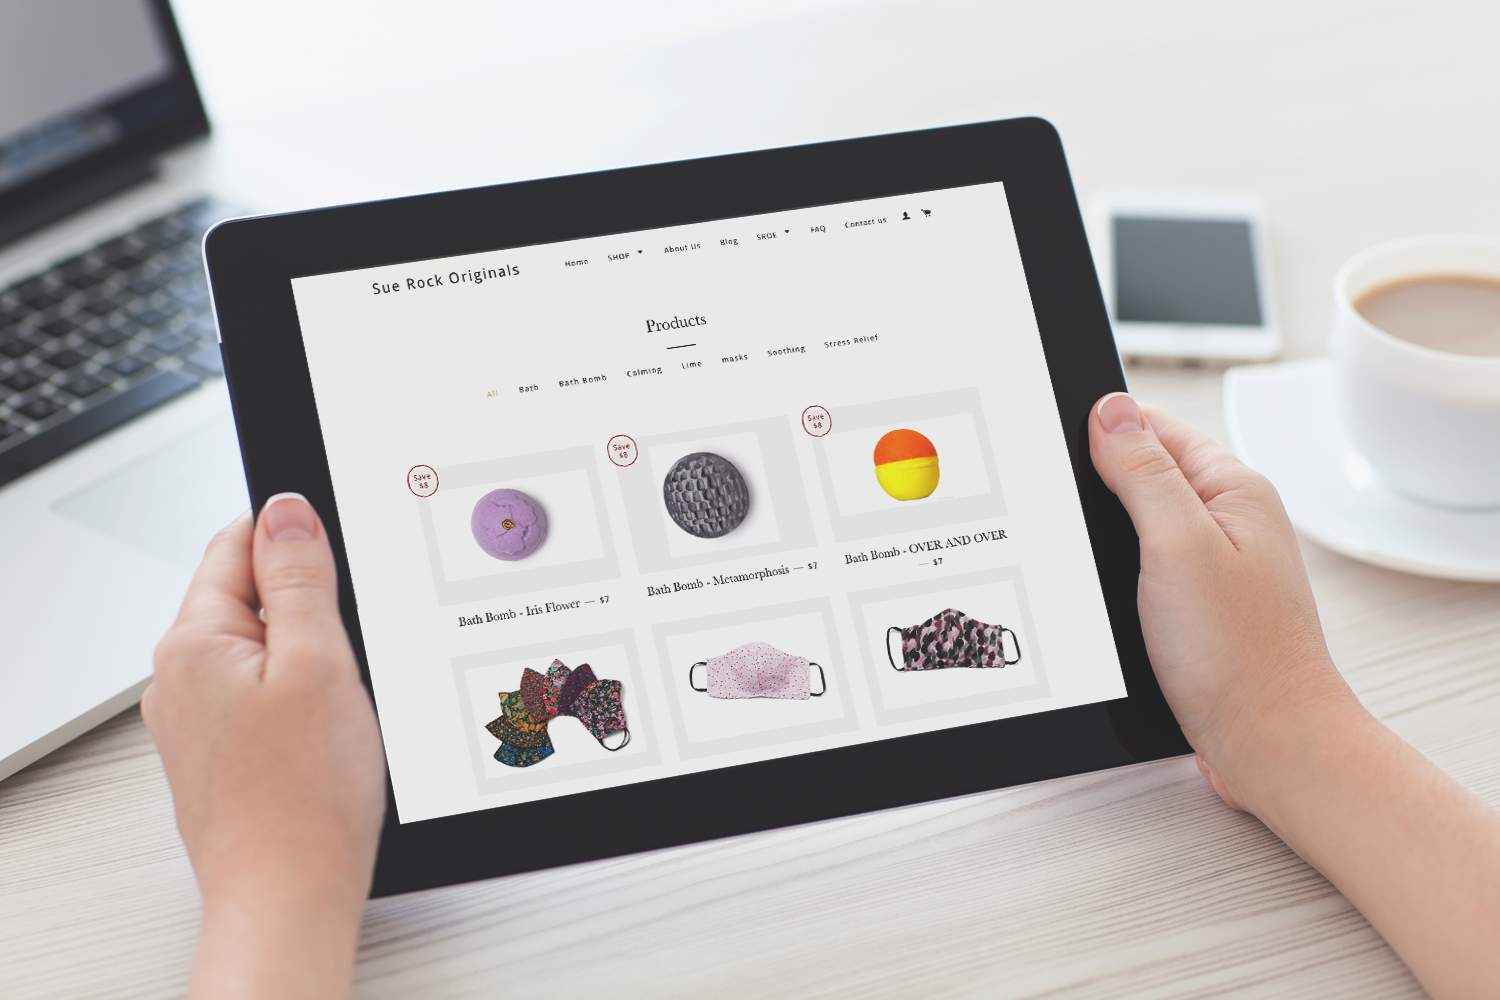 Sue Rock Originals
Home SHOP About Us Blog SROE FAQ Contact us
Products
All Bath Bath Bomb Calming Lime masks Soothing Stress Relief
Save
$8
Save
$8
Save
$8
Bath Bomb - Iris Flower — $7
Bath Bomb - Metamorphosis — $7
Bath Bomb - OVER AND OVER
— $7